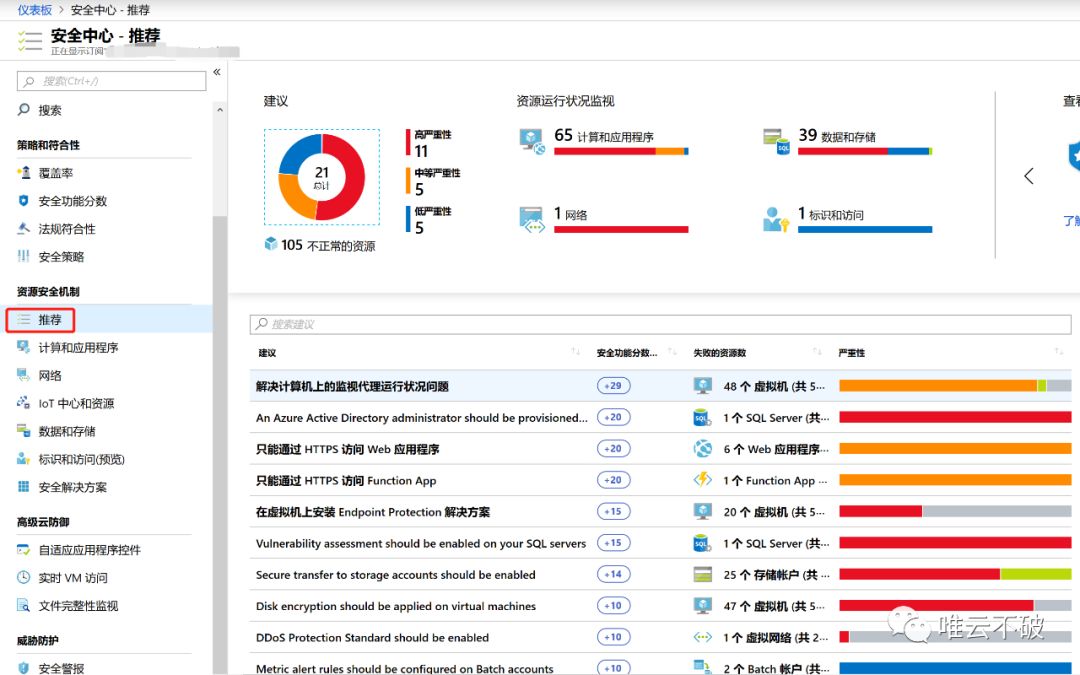 仪表板 > 安全中心 - 推荐
安全中心 - 推荐
正在显示订阅"
搜索(Ctrl+/)
«
搜索
策略和符合性
覆盖率
安全功能分数
法规符合性
安全策略
资源安全机制
推荐
计算和应用程序
网络
IoT 中心和资源
数据和存储
标识和访问(预览)
安全解决方案
高级云防御
自适应应用程序控件
实时 VM 访问
文件完整性监视
威胁防护
安全警报
建议
21
总计
高严重性
11
中等严重性
5
低严重性
5
105 不正常的资源
资源运行状况监视
65 计算和应用程序
39 数据和存储
SQL
1 网络
1 标识和访问
搜索建议
建议 安全功能分数... 失败的资源数 严重性
解决计算机上的监视代理运行状况问题 +29 48 个 虚拟机 (共 5...
An Azure Active Directory administrator should be provisioned... +20 SQL 1 个 SQL Server (共...
只能通过 HTTPS 访问 Web 应用程序 +20 6 个 Web 应用程序...
只能通过 HTTPS 访问 Function App +20 1 个 Function App ...
在虚拟机上安装 Endpoint Protection 解决方案 +15 20 个 虚拟机 (共 5...
Vulnerability assessment should be enabled on your SQL servers +15 SQL 1 个 SQL Server (共...
Secure transfer to storage accounts should be enabled +14 25 个 存储帐户 (共 ...
Disk encryption should be applied on virtual machines +10 47 个 虚拟机 (共 5...
DDoS Protection Standard should be enabled +10 1 个 虚拟网络 (共 2...
Metric alert rules should be configured on Batch accounts +10 2 个 Batch 帐户 (共...
唯云不破